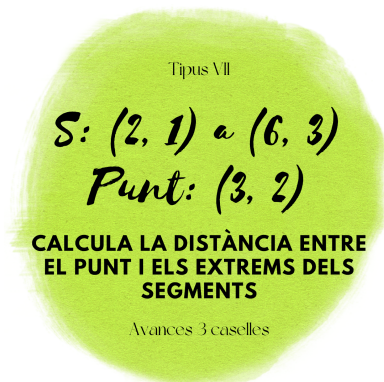 Tipus VII
S: (2, 1) a (6, 3)
Punt: (3, 2)
CALCULA LA DISTÀNCIA ENTRE
EL PUNT I ELS EXTREMS DELS
SEGMENTS
Avances 3 caselles